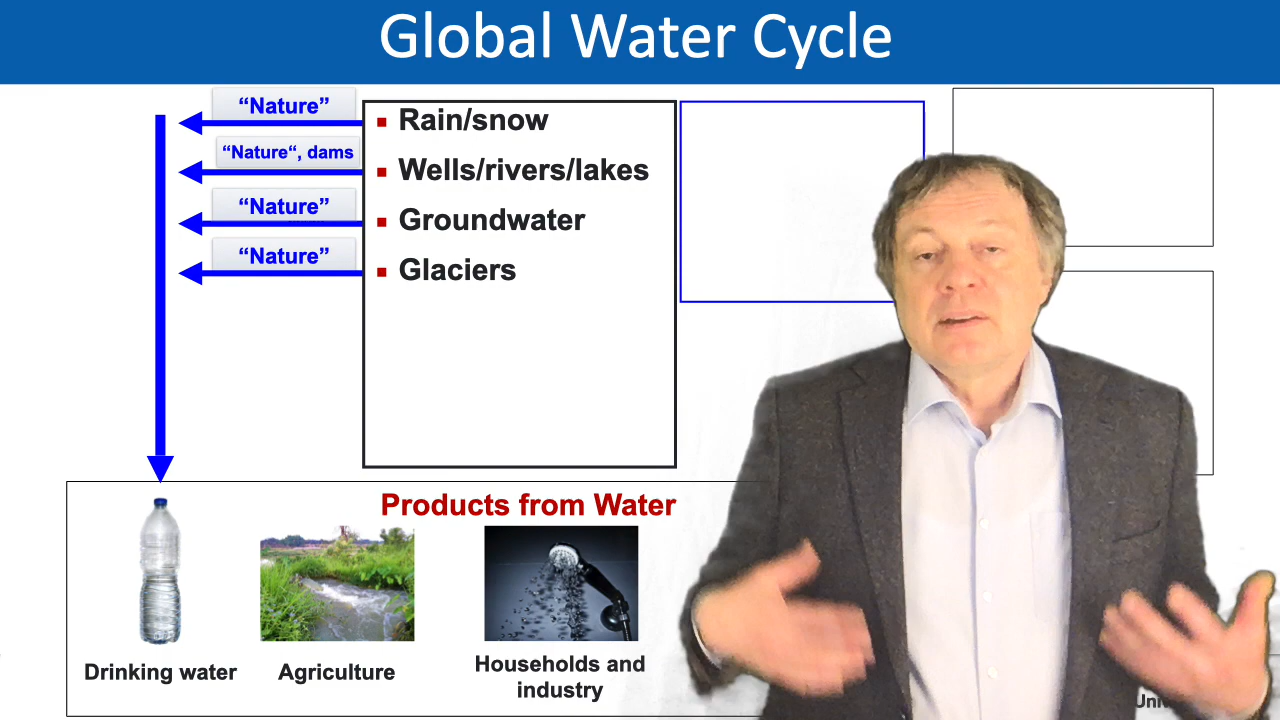 Global Water Cycle
“Nature”
Rain/snow
“Nature“, dams
Wells/rivers/lakes
“Nature”
Groundwater
“Nature”
Glaciers
Products from Water
Drinking water
Agriculture
Households and
industry